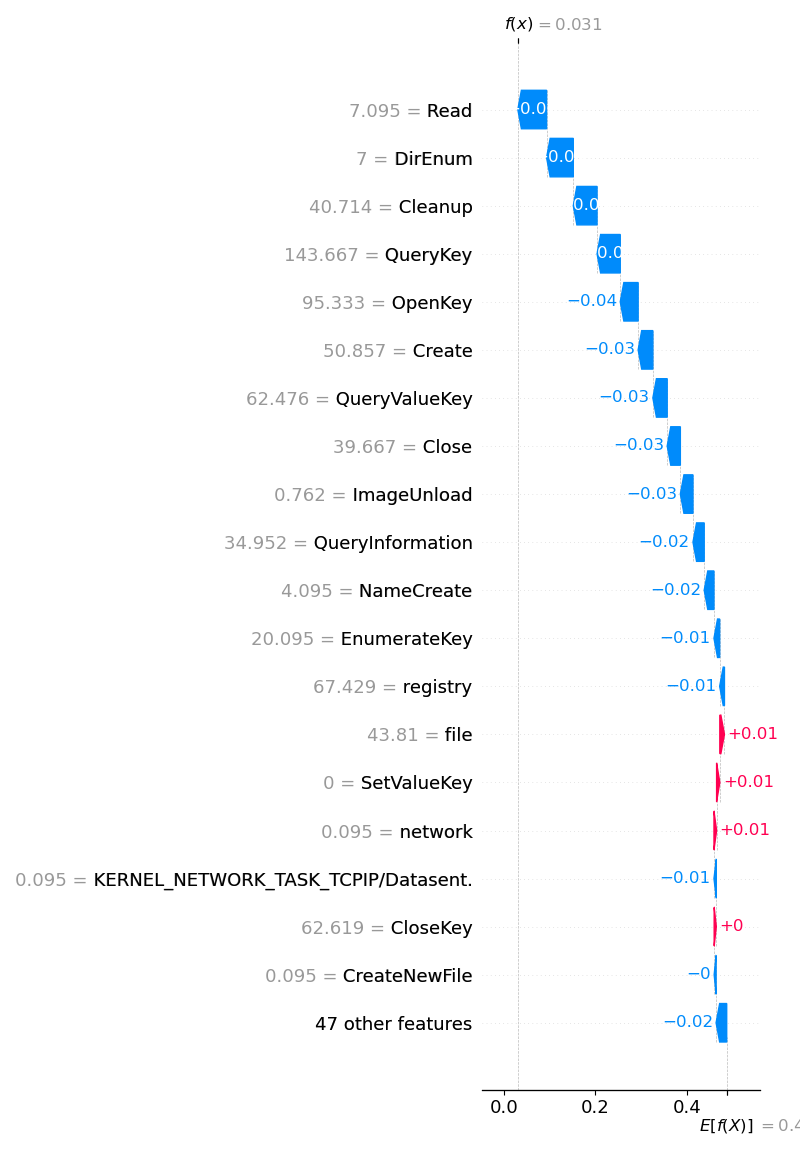 f(x) = 0.031
7.095 = Read
7 = DirEnum
40.714 = Cleanup
143.667 = QueryKey
95.333 = OpenKey −0.04
50.857 = Create −0.03
62.476 = QueryValueKey −0.03
39.667 = Close −0.03
0.762 = ImageUnload −0.03
34.952 = QueryInformation −0.02
4.095 = NameCreate −0.02
20.095 = EnumerateKey −0.01
67.429 = registry −0.01
43.81 = file +0.01
0 = SetValueKey +0.01
0.095 = network +0.01
0.095 = KERNEL_NETWORK_TASK_TCPIP/Datasent. −0.01
62.619 = CloseKey +0
0.095 = CreateNewFile −0
47 other features −0.02
0.0 0.2 0.4
E[f(X)] = 0.4